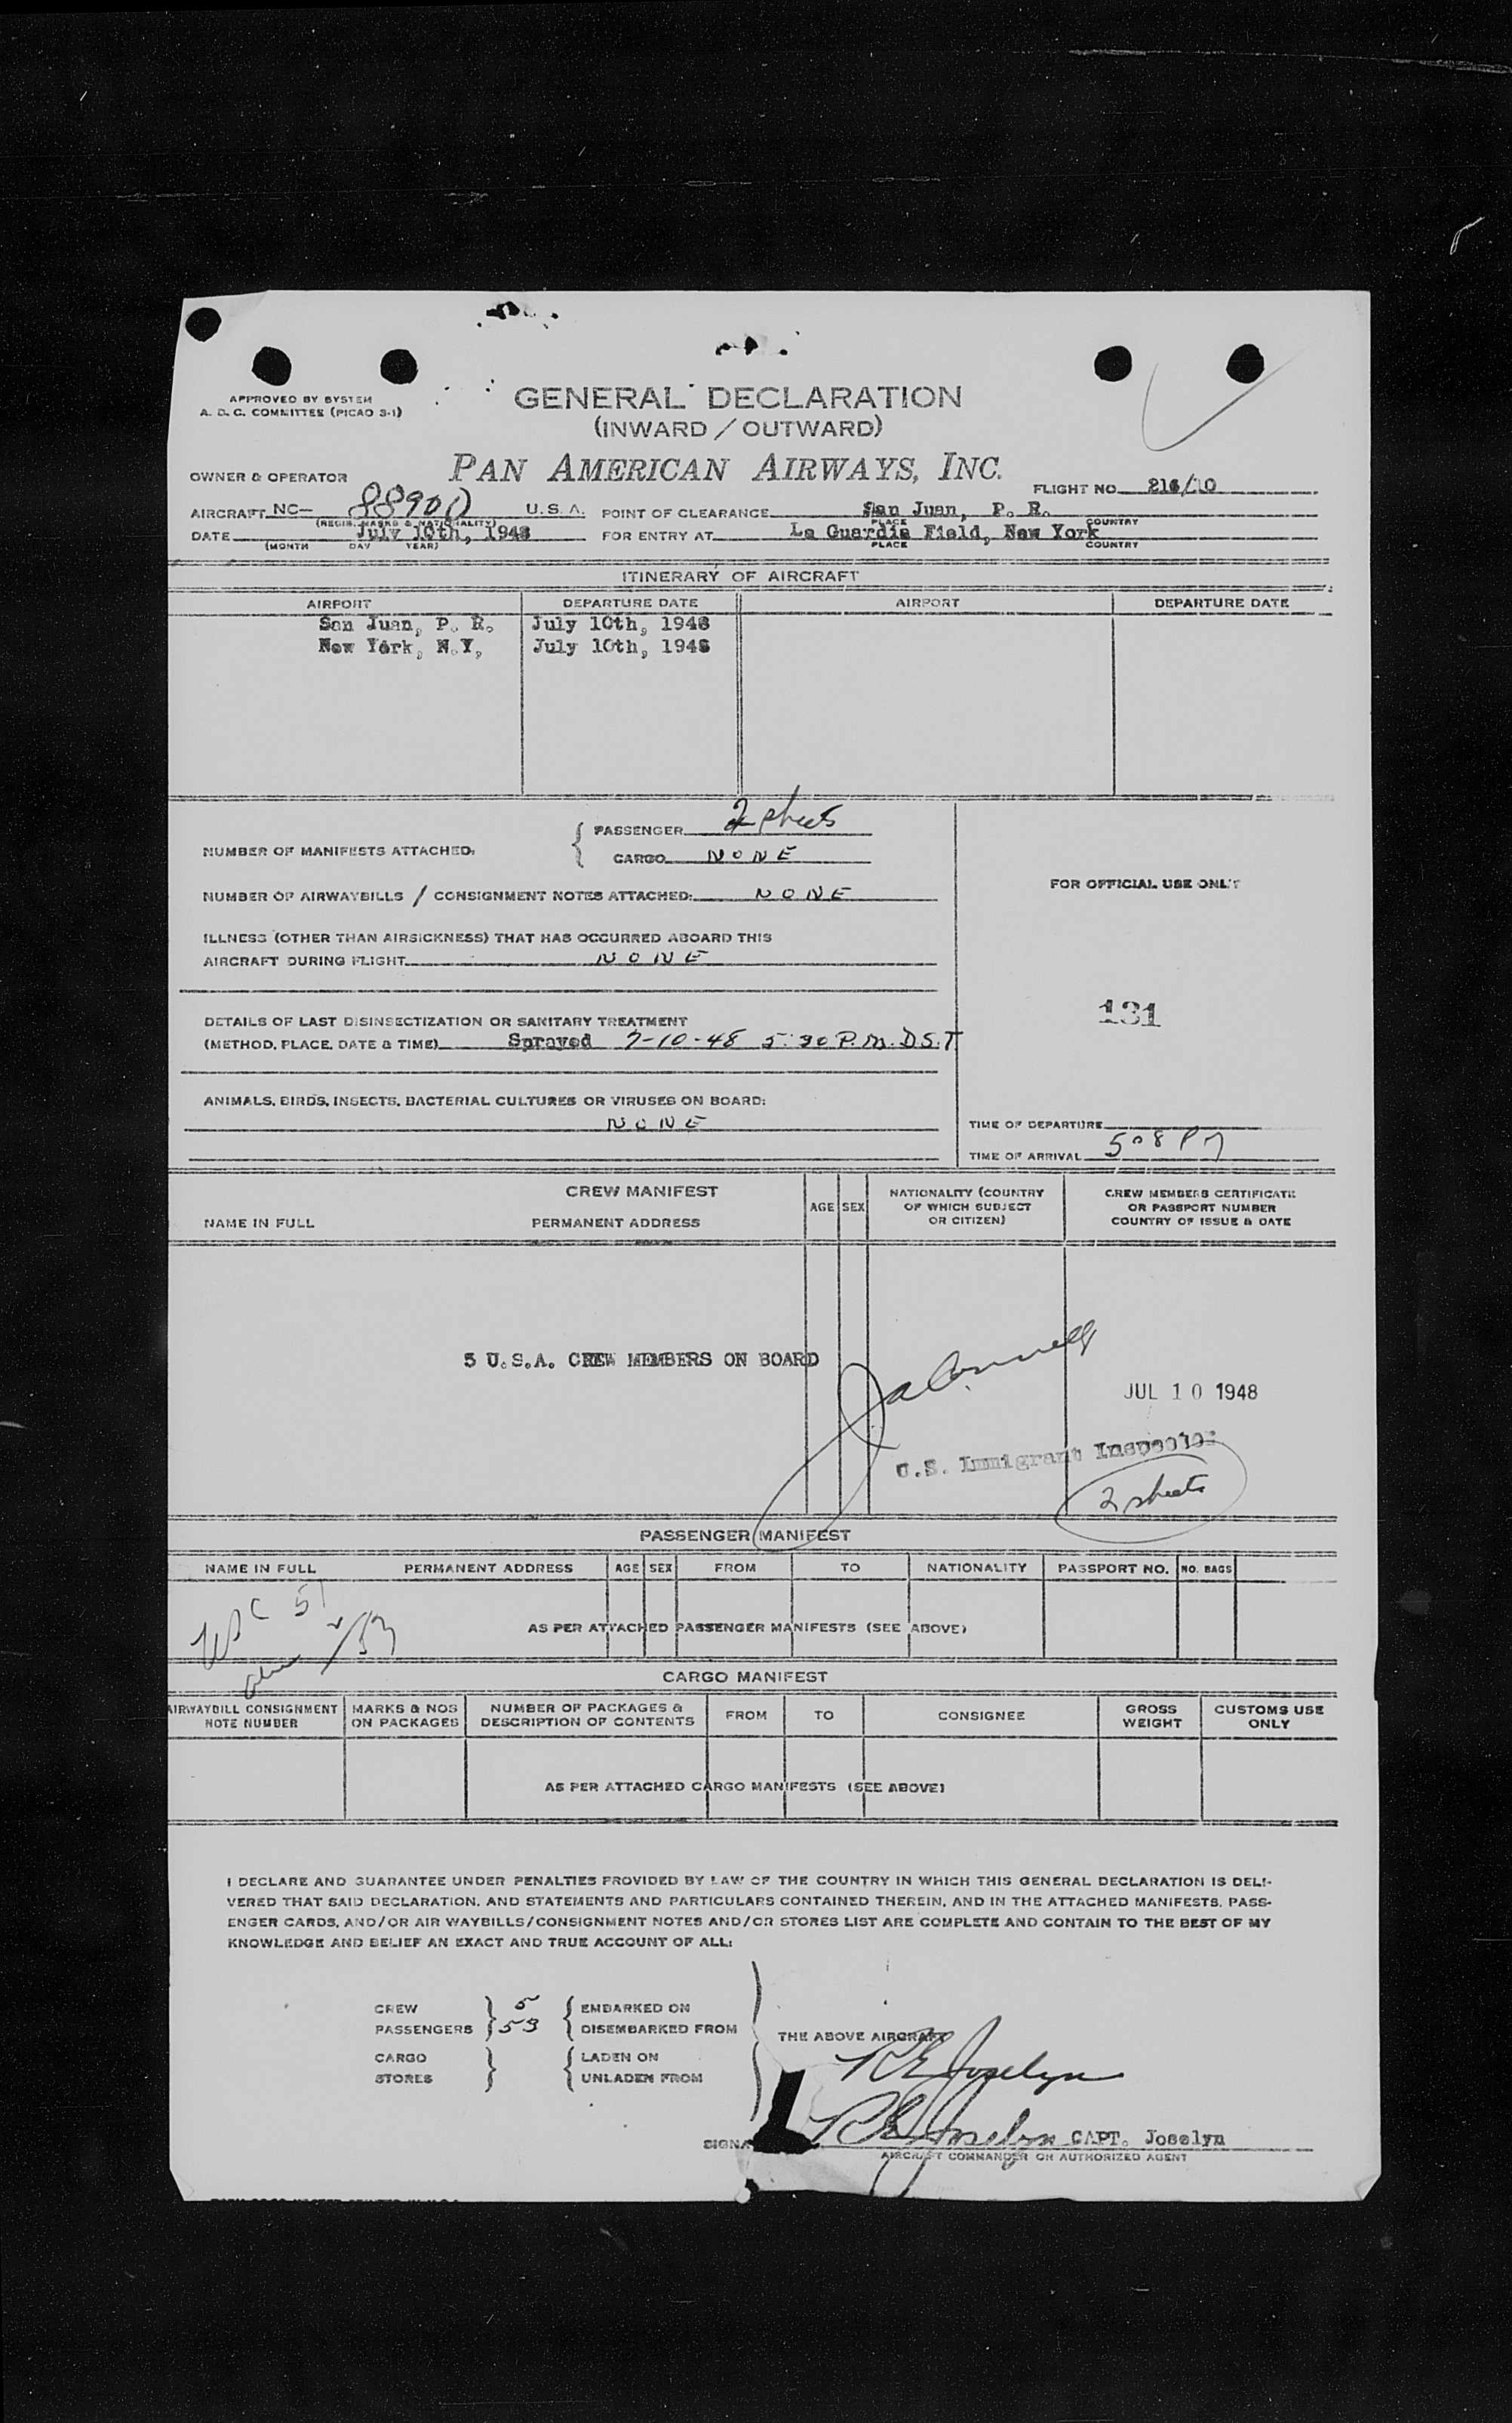 APPROVED BY SYSTEM
A. D. C. COMMITTEE (PICAO 3-1)
GENERAL DECLARATION
(INWARD / OUTWARD)
OWNER & OPERATOR PAN AMERICAN AIRWAYS, INC.
FLIGHT NO. 216/10
AIRCRAFT NC— 88900 U. S. A. POINT OF CLEARANCE San Juan, P. R.
(REGIS. MARKS & NATIONALITY) PLACE COUNTRY
DATE July 10th, 1948 FOR ENTRY AT La Guardia Field, New York
(MONTH DAY YEAR) PLACE COUNTRY
ITINERARY OF AIRCRAFT
AIRPORT DEPARTURE DATE AIRPORT DEPARTURE DATE
San Juan, P. R. July 10th, 1948
New York, N.Y, July 10th, 1948
NUMBER OF MANIFESTS ATTACHED: PASSENGER 2 sheets
CARGO NONE
NUMBER OF AIRWAYBILLS / CONSIGNMENT NOTES ATTACHED: NONE
FOR OFFICIAL USE ONLY
ILLNESS (OTHER THAN AIRSICKNESS) THAT HAS OCCURRED ABOARD THIS
AIRCRAFT DURING FLIGHT NONE
131
DETAILS OF LAST DISINSECTIZATION OR SANITARY TREATMENT
(METHOD, PLACE, DATE & TIME) Sprayed 7-10-48 5:30 P.M. D.S.T
ANIMALS, BIRDS, INSECTS, BACTERIAL CULTURES OR VIRUSES ON BOARD:
NONE
TIME OF DEPARTURE
TIME OF ARRIVAL 508 P
CREW MANIFEST
NAME IN FULL PERMANENT ADDRESS AGE SEX NATIONALITY (COUNTRY OF WHICH SUBJECT OR CITIZEN) CREW MEMBERS CERTIFICATE OR PASSPORT NUMBER COUNTRY OF ISSUE & DATE
5 U.S.A. CREW MEMBERS ON BOARD
JUL 10 1948
U.S. Immigrant Inspector
2 sheets
PASSENGER MANIFEST
NAME IN FULL PERMANENT ADDRESS AGE SEX FROM TO NATIONALITY PASSPORT NO. NO. BAGS
USC 51
2/53
AS PER ATTACHED PASSENGER MANIFESTS (SEE ABOVE)
CARGO MANIFEST
AIRWAYBILL CONSIGNMENT NOTE NUMBER MARKS & NOS ON PACKAGES NUMBER OF PACKAGES & DESCRIPTION OF CONTENTS FROM TO CONSIGNEE GROSS WEIGHT CUSTOMS USE ONLY
AS PER ATTACHED CARGO MANIFESTS (SEE ABOVE)
I DECLARE AND GUARANTEE UNDER PENALTIES PROVIDED BY LAW OF THE COUNTRY IN WHICH THIS GENERAL DECLARATION IS DELI-
VERED THAT SAID DECLARATION, AND STATEMENTS AND PARTICULARS CONTAINED THEREIN, AND IN THE ATTACHED MANIFESTS, PASS-
ENGER CARDS, AND/OR AIR WAYBILLS/CONSIGNMENT NOTES AND/OR STORES LIST ARE COMPLETE AND CONTAIN TO THE BEST OF MY
KNOWLEDGE AND BELIEF AN EXACT AND TRUE ACCOUNT OF ALL:
CREW 5 EMBARKED ON
PASSENGERS 53 DISEMBARKED FROM
THE ABOVE AIRCRAFT
CARGO LADEN ON
STORES UNLADEN FROM
R E Joselyn
R E Joselyn CAPT. Joselyn
AIRCRAFT COMMANDER OR AUTHORIZED AGENT